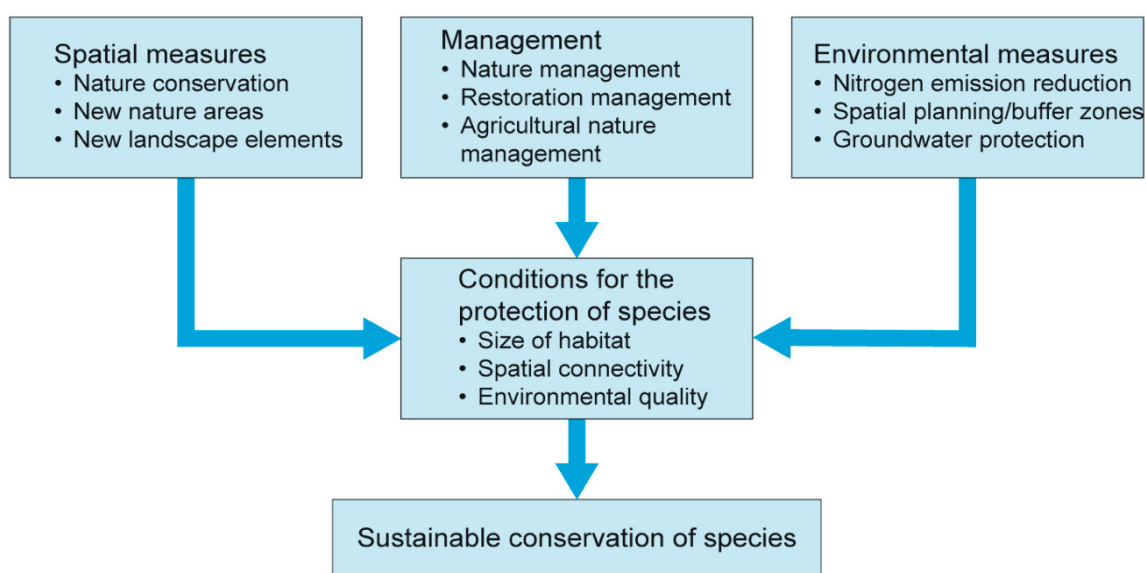 Spatial measures
• Nature conservation
• New nature areas
• New landscape elements
Management
• Nature management
• Restoration management
• Agricultural nature
management
Environmental measures
• Nitrogen emission reduction
• Spatial planning/buffer zones
• Groundwater protection
Conditions for the
protection of species
• Size of habitat
• Spatial connectivity
• Environmental quality
Sustainable conservation of species